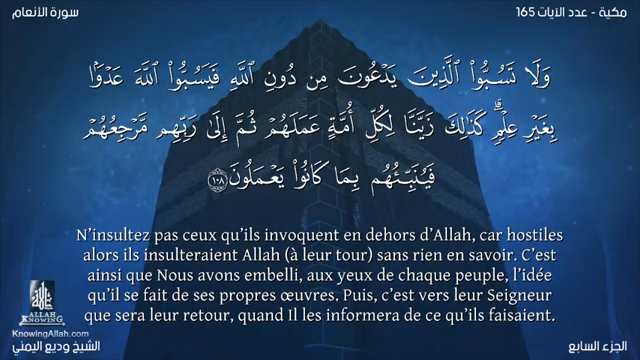 سورة الأنعام
مكية - عدد الآيات 165
وَلَا تَسُبُّوا۟ ٱلَّذِينَ يَدْعُونَ مِن دُونِ ٱللَّهِ فَيَسُبُّوا۟ ٱللَّهَ عَدْوًۢا
بِغَيْرِ عِلْمٍۢ ۗ كَذَٰلِكَ زَيَّنَّا لِكُلِّ أُمَّةٍ عَمَلَهُمْ ثُمَّ إِلَىٰ رَبِّهِم مَّرْجِعُهُمْ
فَيُنَبِّئُهُم بِمَا كَانُوا۟ يَعْمَلُونَ ١٠٨
N’insultez pas ceux qu’ils invoquent en dehors d’Allah, car hostiles
alors ils insulteraient Allah (à leur tour) sans rien en savoir. C’est
ainsi que Nous avons embelli, aux yeux de chaque peuple, l’idée
qu’il se fait de ses propres œuvres. Puis, c’est vers leur Seigneur
que sera leur retour, quand Il les informera de ce qu’ils faisaient.
ALLAH
KNOWING
KnowingAllah.com
الشيخ وديع اليمني
الجزء السابع